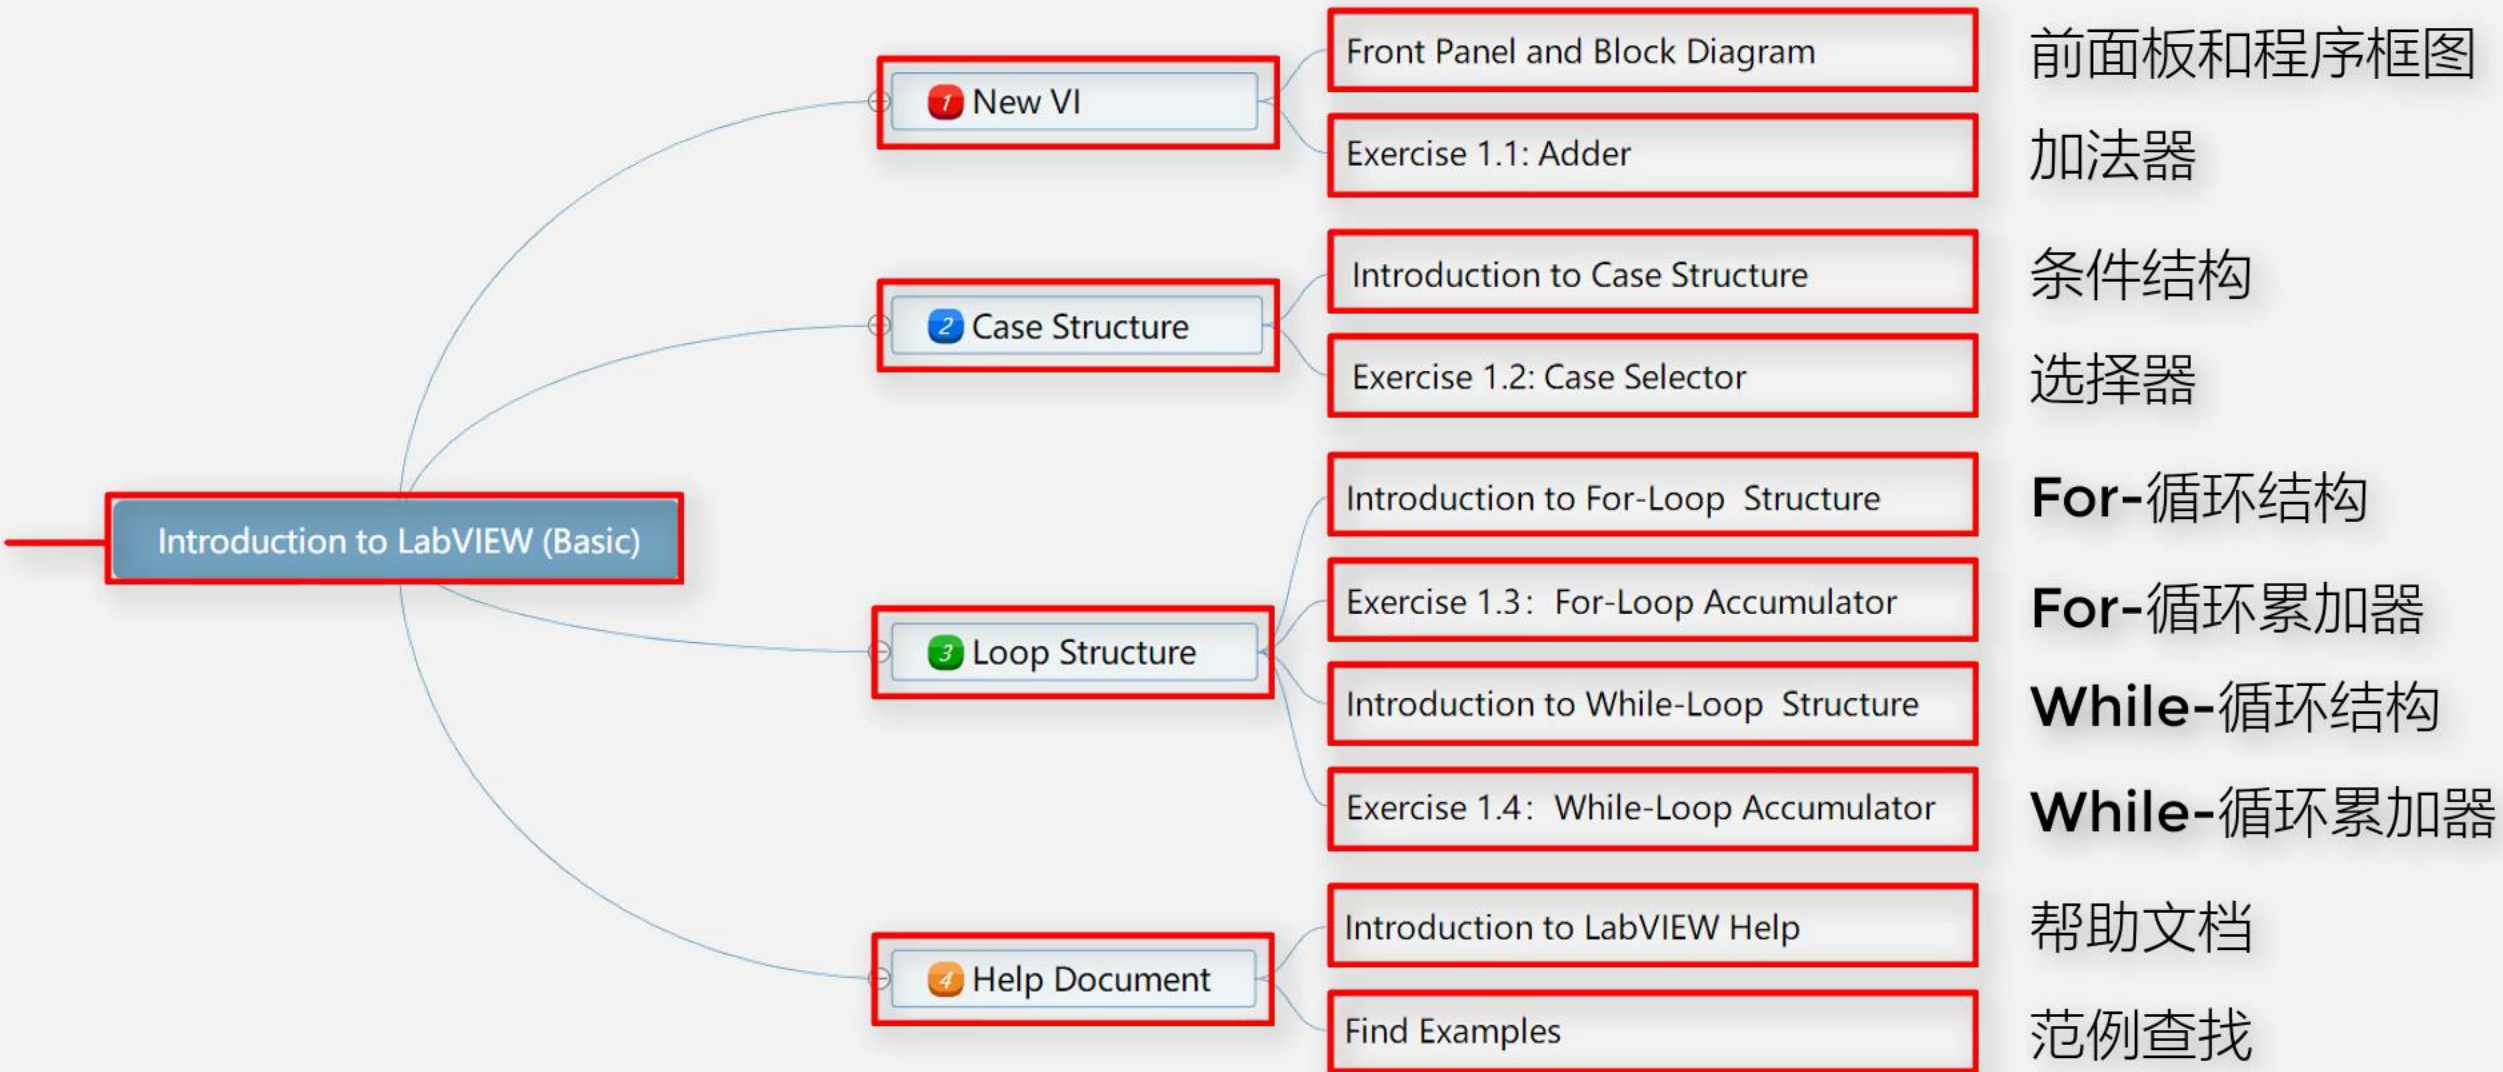 Introduction to LabVIEW (Basic)
1 New VI
Front Panel and Block Diagram 前面板和程序框图
Exercise 1.1: Adder 加法器
2 Case Structure
Introduction to Case Structure 条件结构
Exercise 1.2: Case Selector 选择器
3 Loop Structure
Introduction to For-Loop  Structure For-循环结构
Exercise 1.3：For-Loop Accumulator For-循环累加器
Introduction to While-Loop  Structure While-循环结构
Exercise 1.4：While-Loop Accumulator While-循环累加器
4 Help Document
Introduction to LabVIEW Help 帮助文档
Find Examples 范例查找